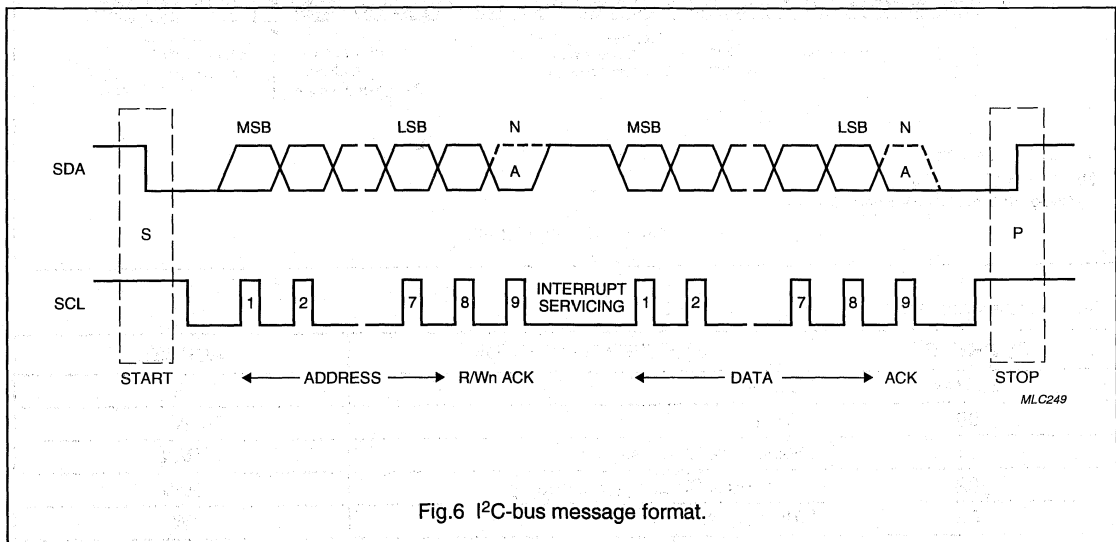 MSB LSB N MSB LSB N
SDA A A
S P
SCL 1 2 7 8 9 INTERRUPT SERVICING 1 2 7 8 9
START ADDRESS R/Wn ACK DATA ACK STOP
MLC249
Fig.6 I²C-bus message format.